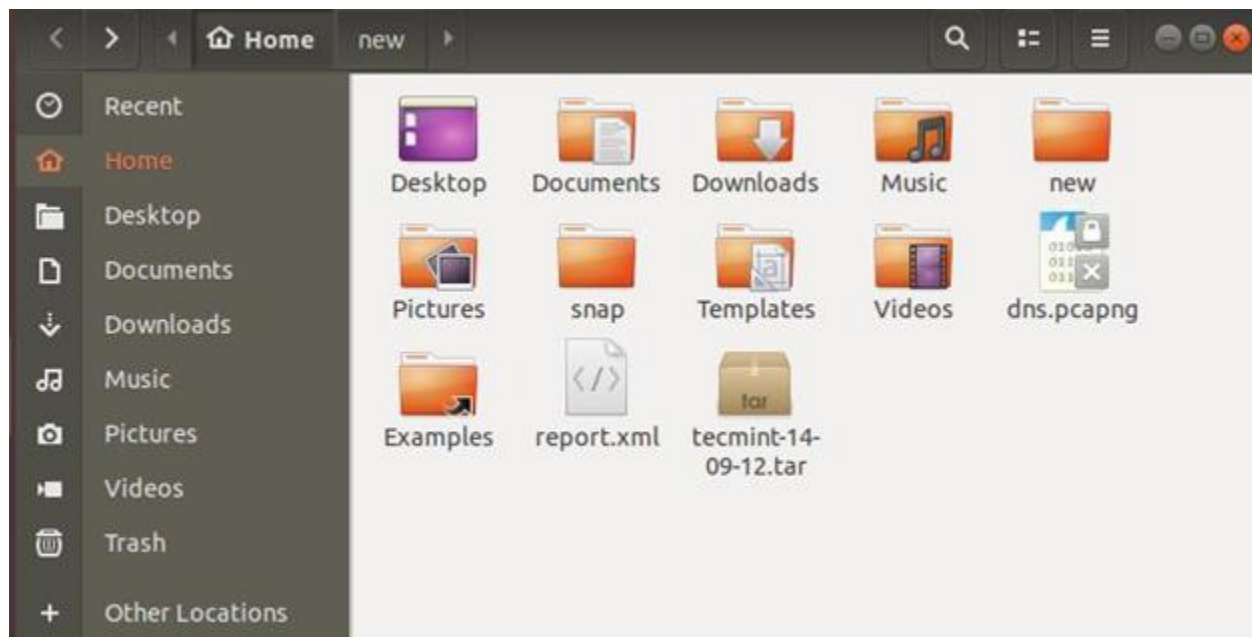 Home new
Recent
Home
Desktop
Documents
Downloads
Music
Pictures
Videos
Trash
Other Locations
Desktop Documents Downloads Music new
Pictures snap Templates Videos dns.pcapng
tar
Examples report.xml tecmint-14-
09-12.tar